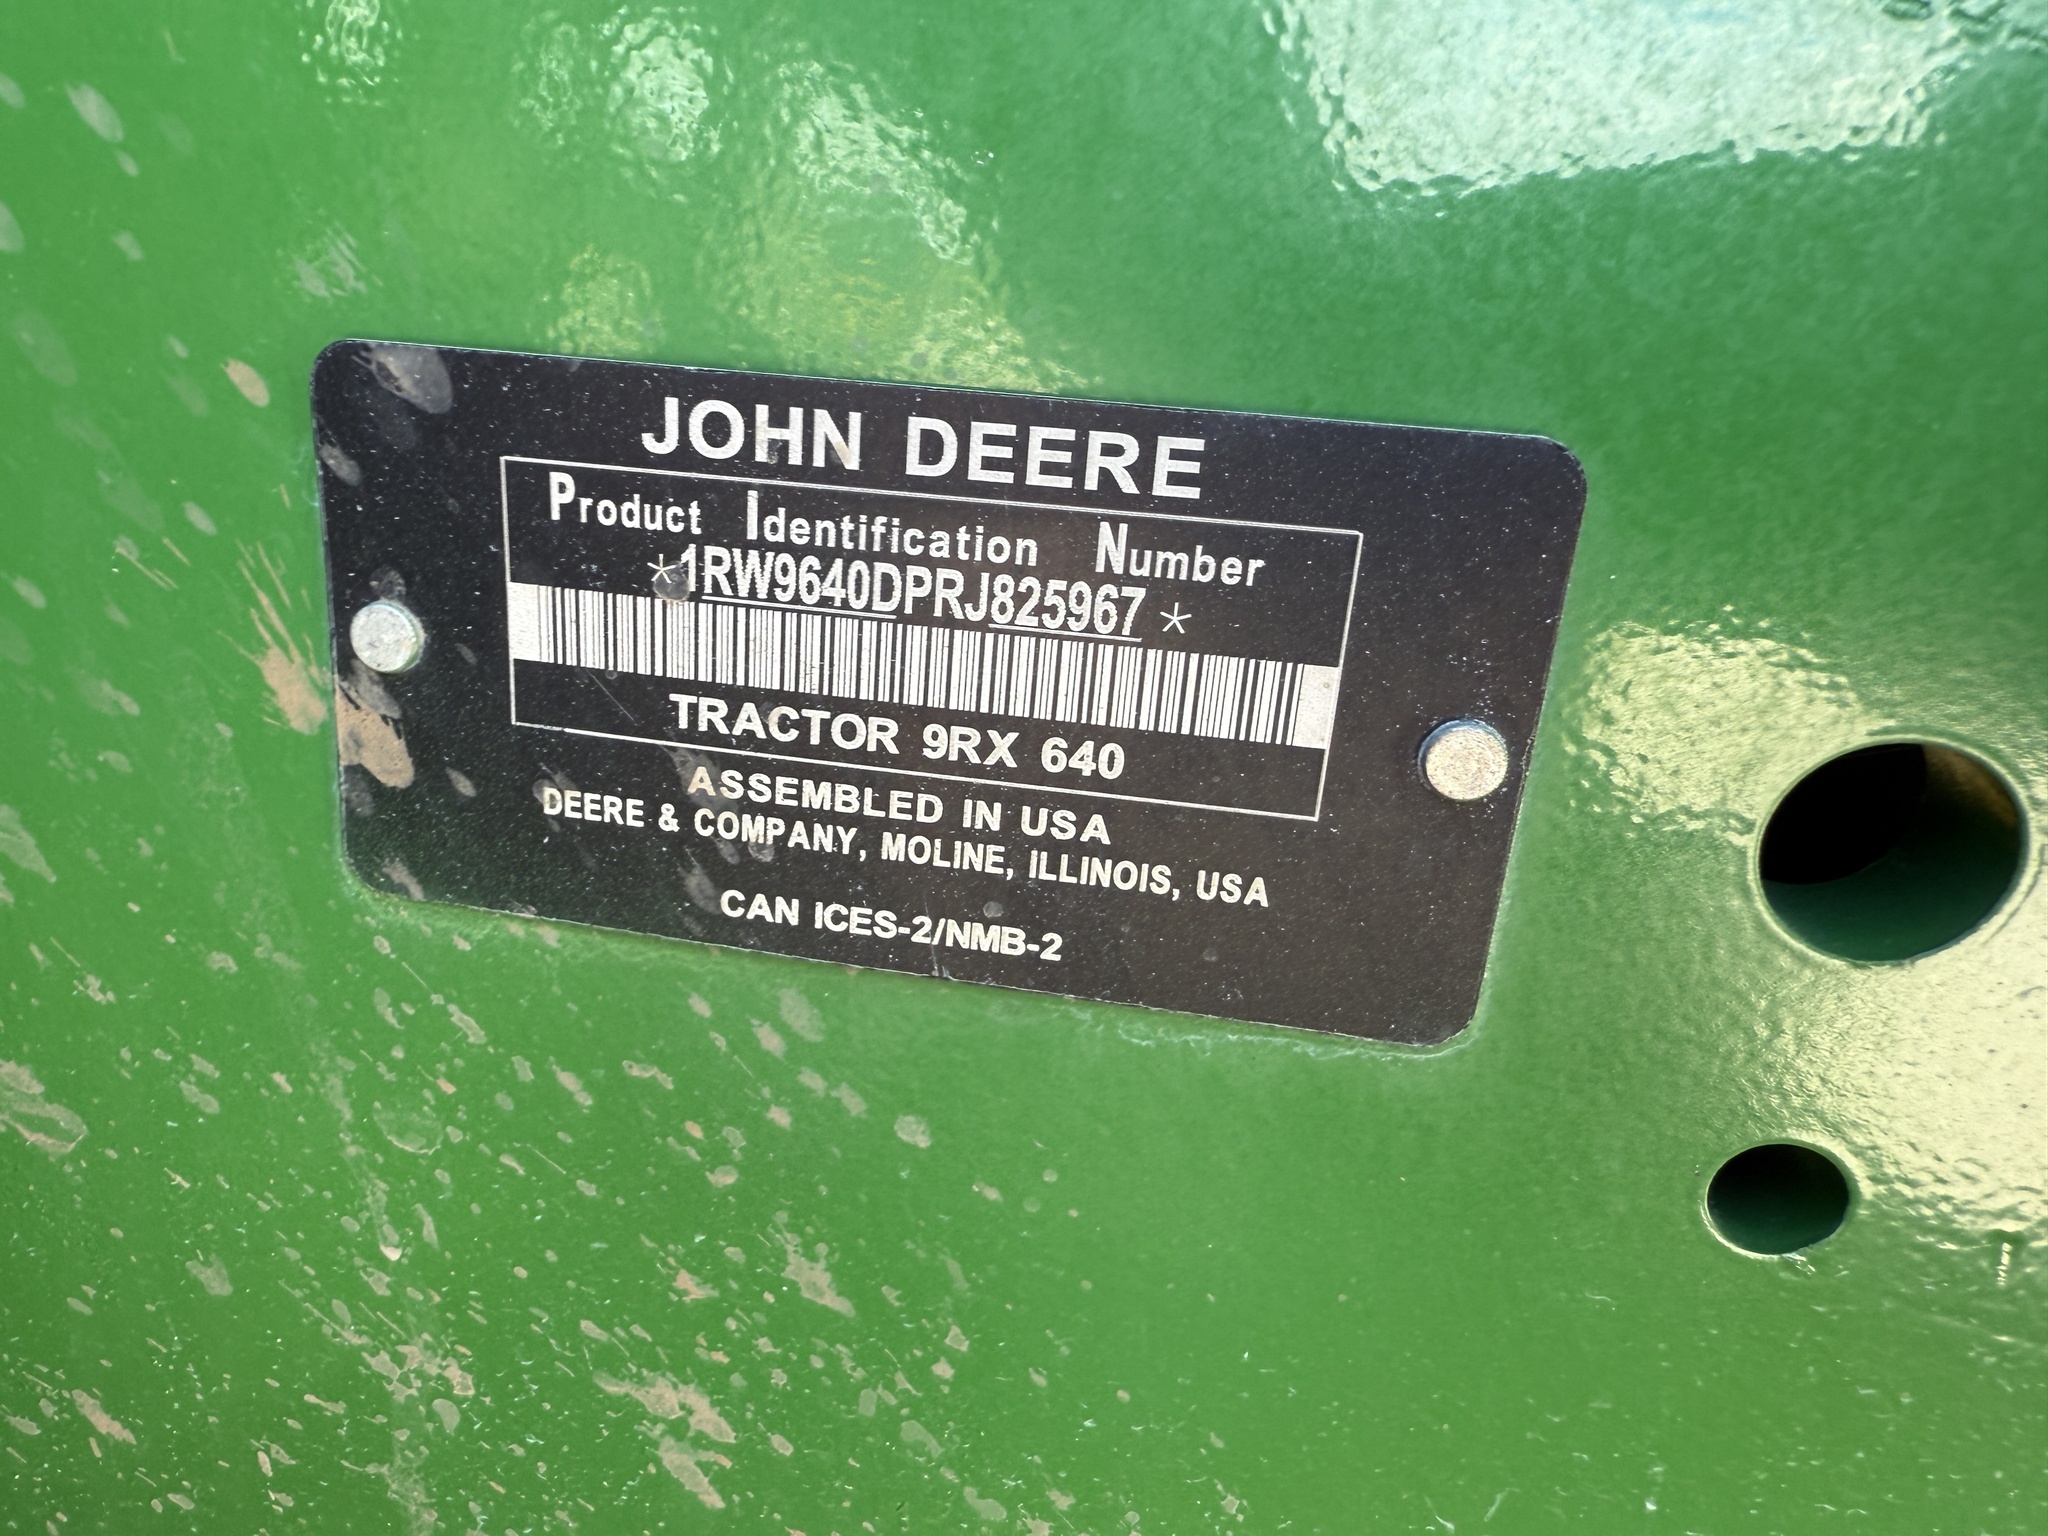 JOHN DEERE
Product Identification Number
*1RW9640DPRJ825967*
TRACTOR 9RX 640
ASSEMBLED IN USA
DEERE & COMPANY, MOLINE, ILLINOIS, USA
CAN ICES-2/NMB-2